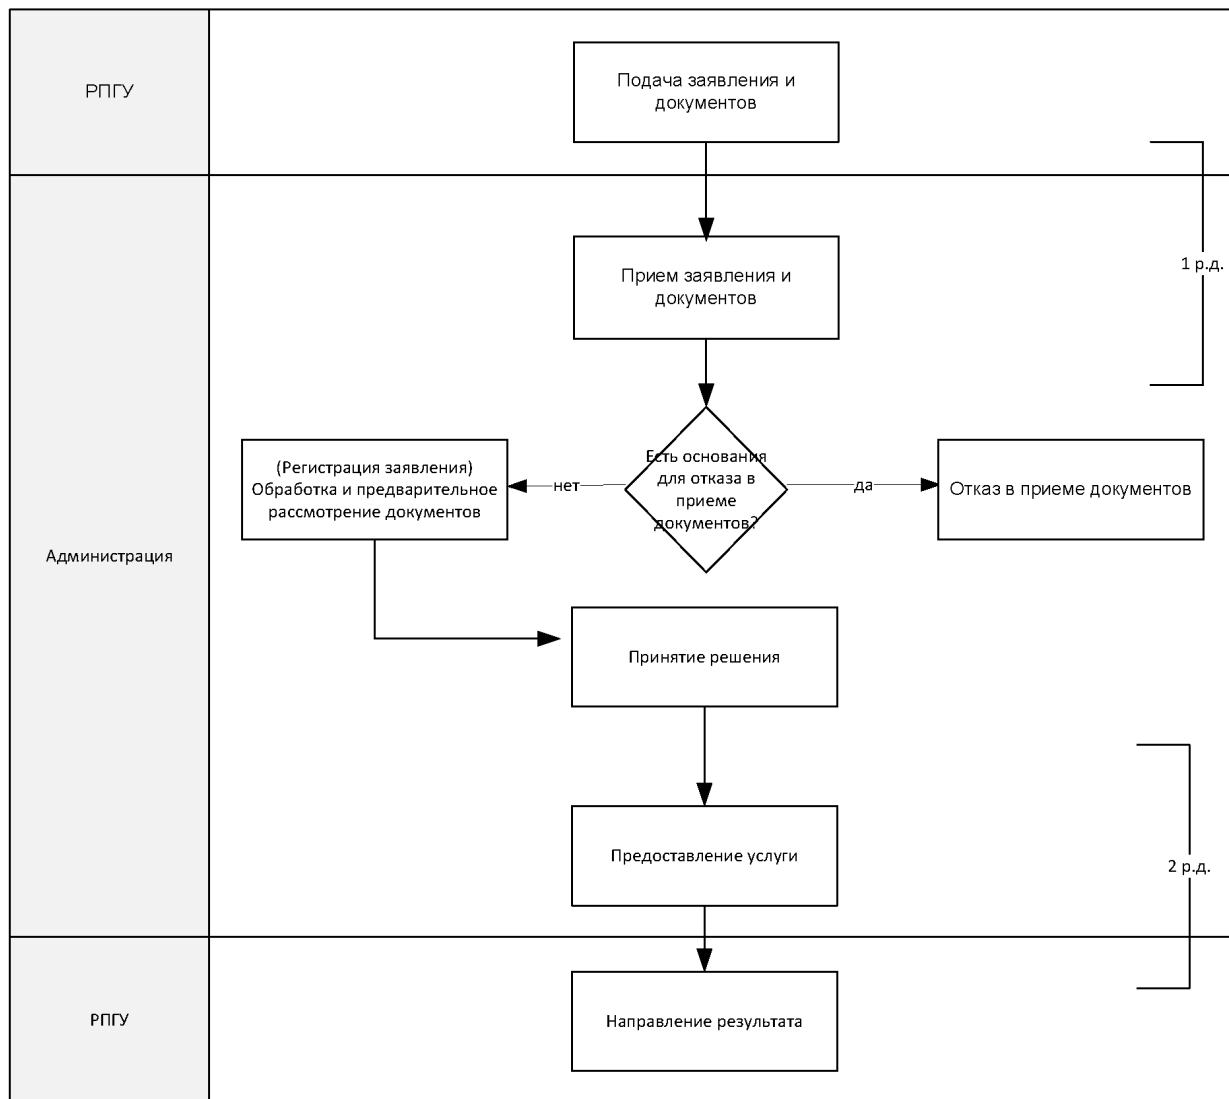 РПГУ
Подача заявления и
документов
Прием заявления и
документов
1 р.д.
Администрация
(Регистрация заявления)
Обработка и предварительное
рассмотрение документов
нет
Есть основания
для отказа в
приеме
документов?
да
Отказ в приеме документов
Принятие решения
Предоставление услуги
2 р.д.
РПГУ
Направление результата